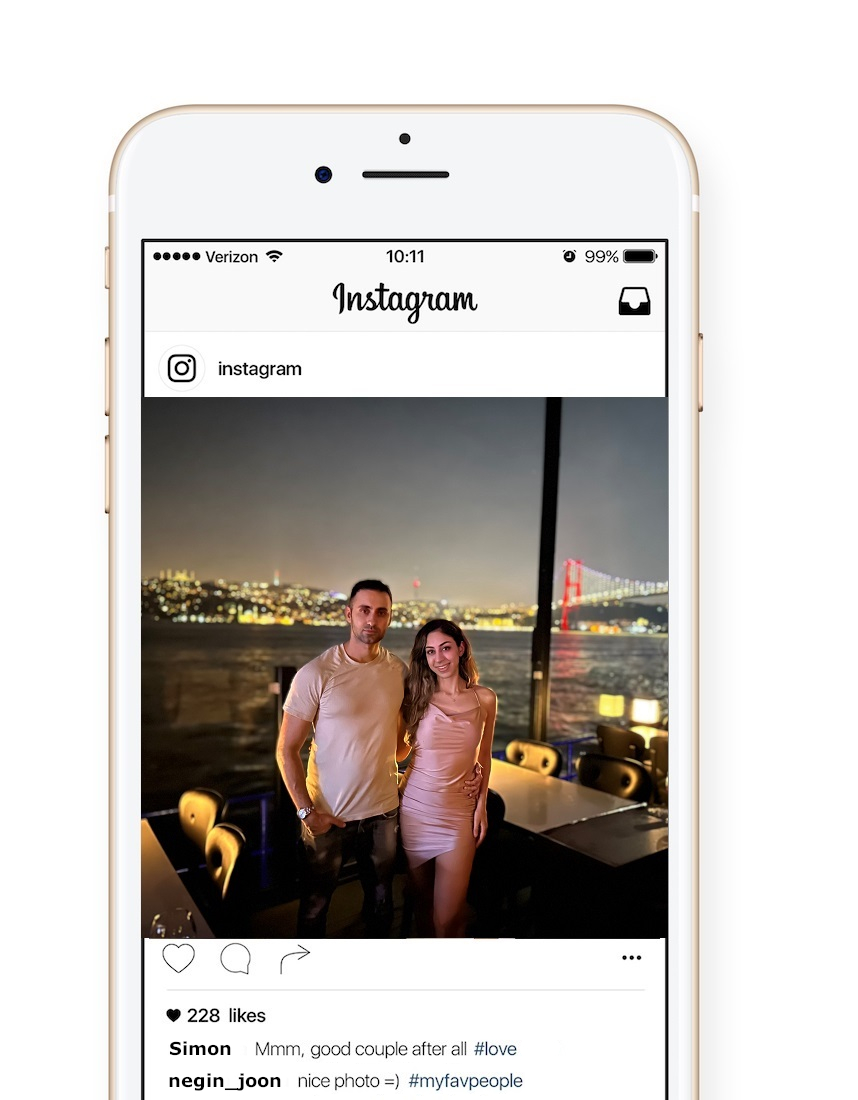 Verizon 10:11 99%
Instagram
instagram
228 likes
Simon Mmm, good couple after all #love
negin_joon nice photo =) #myfavpeople